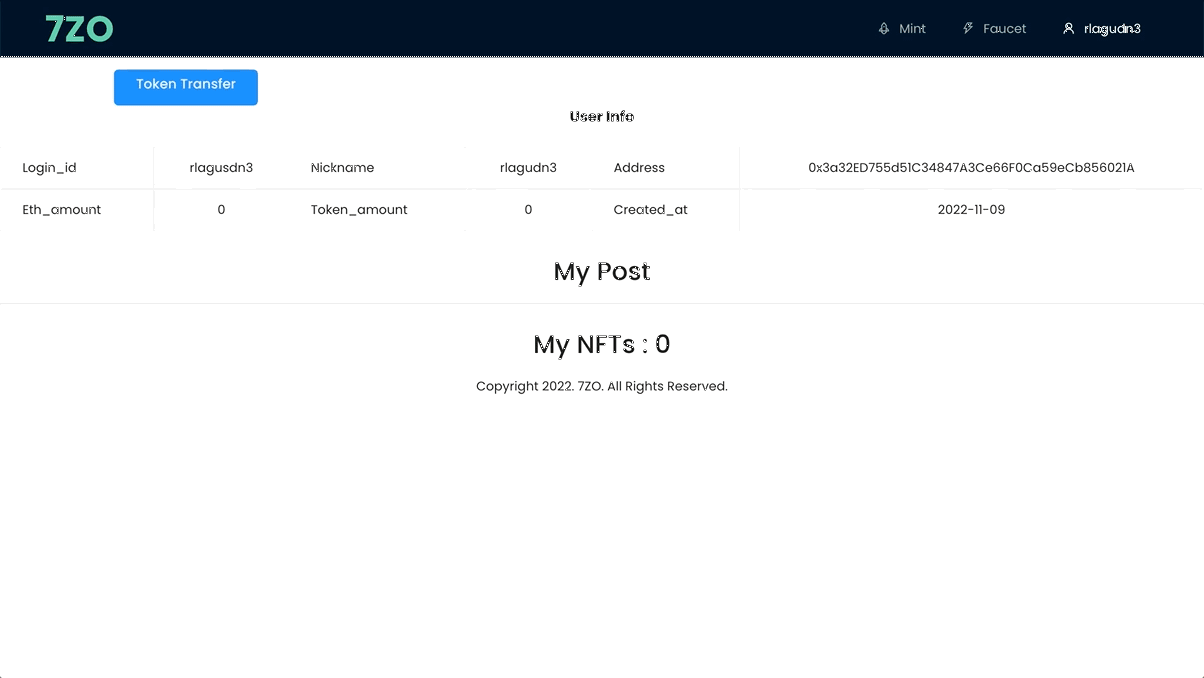 7ZO
Mint Faucet rlagudn3
Token Transfer
User Info
Login_id rlagusdn3 Nickname rlagudn3 Address 0x3a32ED755d51C34847A3Ce66F0Ca59eCb856021A
Eth_amount 0 Token_amount 0 Created_at 2022-11-09
My Post
My NFTs : 0
Copyright 2022. 7ZO. All Rights Reserved.